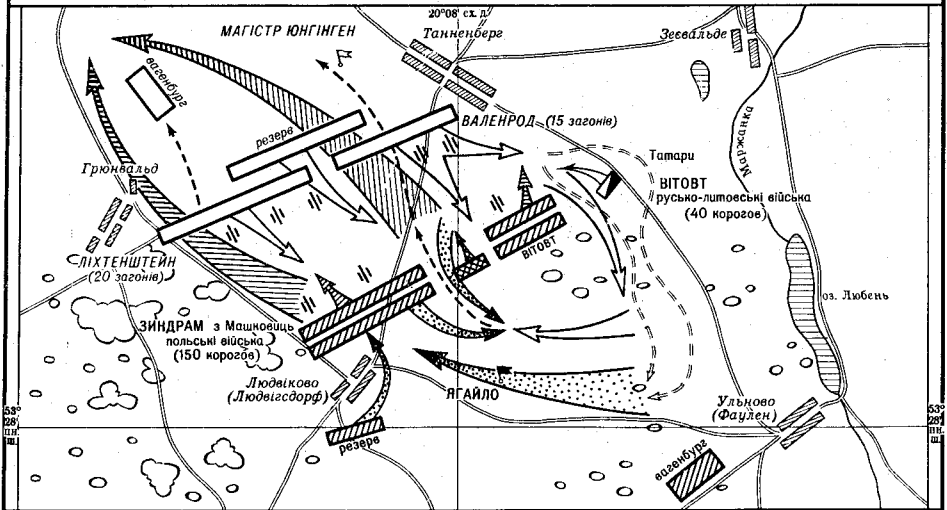 20°08' сх. д.
МАГІСТР ЮНГІНГЕН
Танненберг
Зеєвальде
вагенбург
резерв
ВАЛЕНРОД (15 загонів)
Маржанка
Татари
Грюнвальд
ВІТОВТ
русько-литовські війська
(40 корогов)
ВІТОВТ
ЛІХТЕНШТЕЙН
(20 загонів)
оз. Любень
ЗИНДРАМ з Машковиць
польські війська
(150 корогов)
Людвіково
(Людвігсдорф)
ЯГАЙЛО
Ульново
(Фаулен)
53°
28'
пн.
ш.
53°
28'
пн.
ш.
резерв
вагенбург